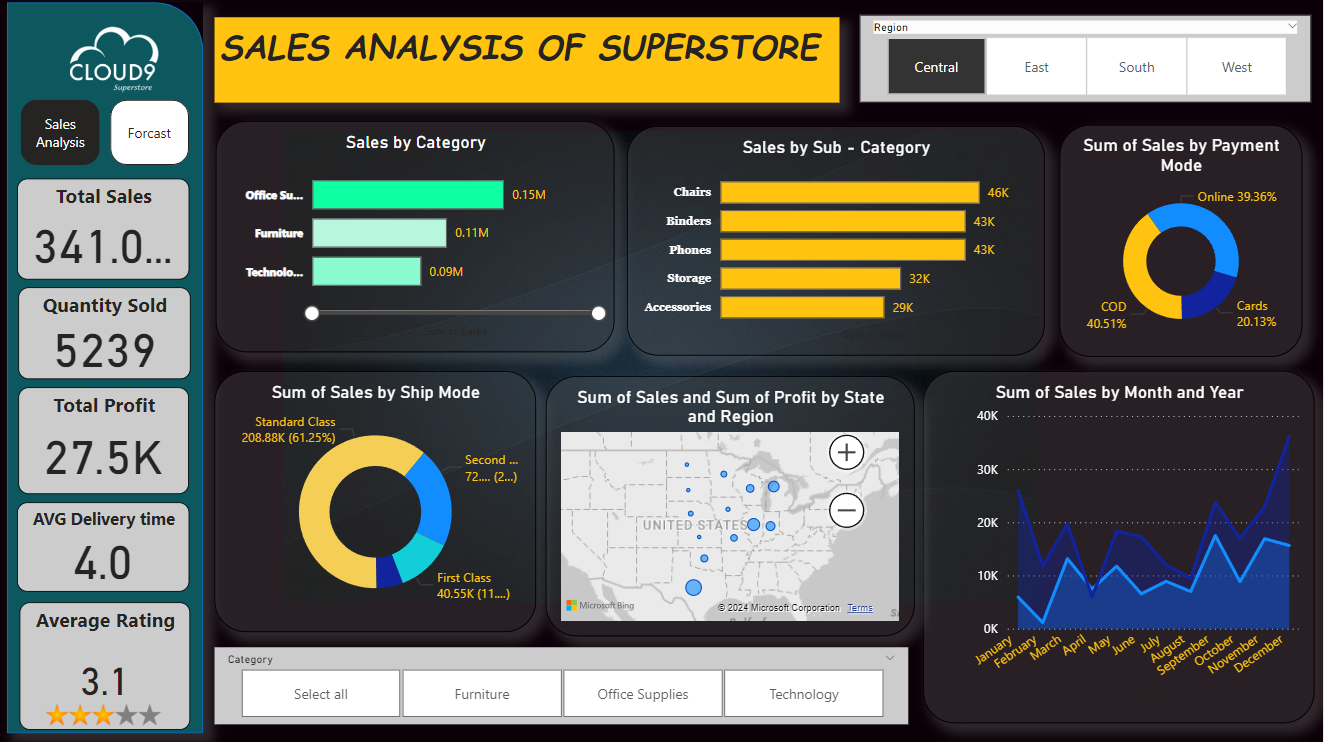 CLOUD9
Superstore
Sales
Analysis
Forcast
Total Sales
341.0...
Quantity Sold
5239
Total Profit
27.5K
AVG Delivery time
4.0
Average Rating
3.1
SALES ANALYSIS OF SUPERSTORE
Region
Central
East
South
West
Sales by Category
Office Su...
0.15M
Furniture
0.11M
Technolo...
0.09M
Sum of Sales
Sales by Sub - Category
Chairs
46K
Binders
43K
Phones
43K
Storage
32K
Accessories
29K
Sum of Sales by Payment
Mode
Online 39.36%
COD
40.51%
Cards
20.13%
Sum of Sales by Ship Mode
Standard Class
208.88K (61.25%)
Second ...
72.... (2...)
First Class
40.55K (11....)
Sum of Sales and Sum of Profit by State
and Region
UNITED STATES
Microsoft Bing
© 2024 Microsoft Corporation
Terms
Sum of Sales by Month and Year
40K
30K
20K
10K
0K
January
February
March
April
May
June
July
August
September
October
November
December
Category
Select all
Furniture
Office Supplies
Technology